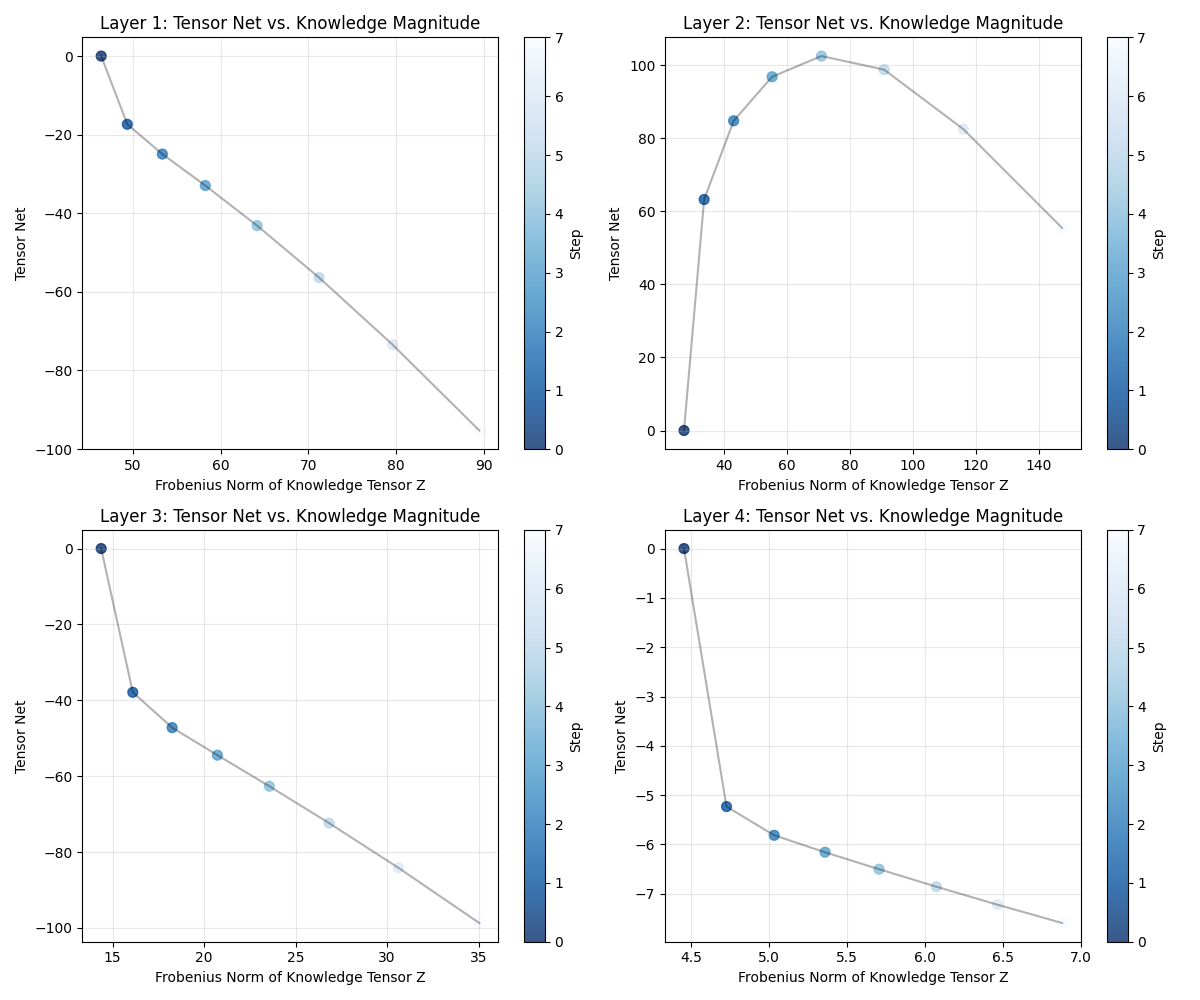 Layer 1: Tensor Net vs. Knowledge Magnitude
0
−20
−40
−60
−80
−100
Tensor Net
50 60 70 80 90
Frobenius Norm of Knowledge Tensor Z
7
6
5
4
3
2
1
0
Step
Layer 2: Tensor Net vs. Knowledge Magnitude
100
80
60
40
20
0
Tensor Net
40 60 80 100 120 140
Frobenius Norm of Knowledge Tensor Z
7
6
5
4
3
2
1
0
Step
Layer 3: Tensor Net vs. Knowledge Magnitude
0
−20
−40
−60
−80
−100
Tensor Net
15 20 25 30 35
Frobenius Norm of Knowledge Tensor Z
7
6
5
4
3
2
1
0
Step
Layer 4: Tensor Net vs. Knowledge Magnitude
0
−1
−2
−3
−4
−5
−6
−7
Tensor Net
4.5 5.0 5.5 6.0 6.5 7.0
Frobenius Norm of Knowledge Tensor Z
7
6
5
4
3
2
1
0
Step